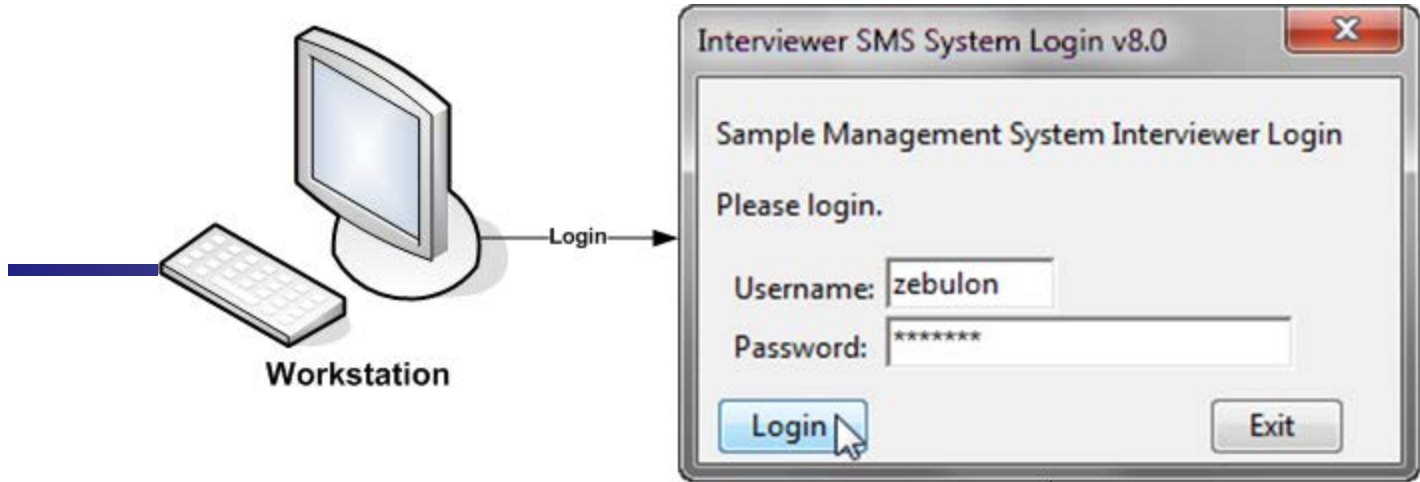 Workstation
Login
Interviewer SMS System Login v8.0
Sample Management System Interviewer Login
Please login.
Username: zebulon
Password: *******
Login Exit